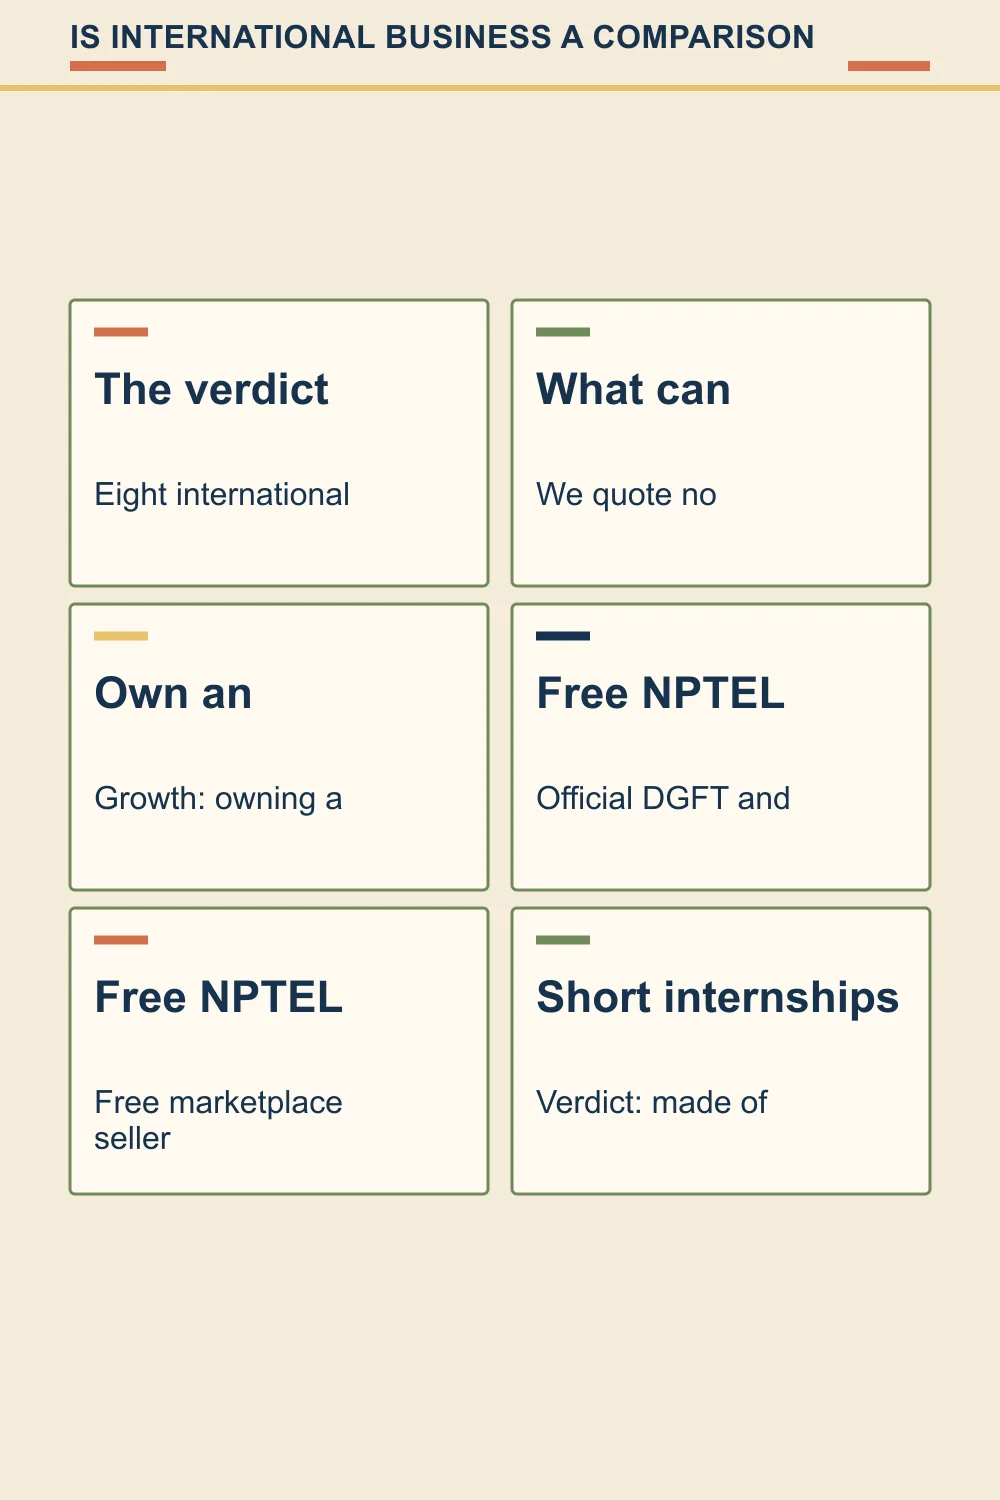 IS INTERNATIONAL BUSINESS A COMPARISON
The verdict
Eight international
What can
We quote no
Own an
Growth: owning a
Free NPTEL
Official DGFT and
Free NPTEL
Free marketplace
seller
Short internships
Verdict: made of